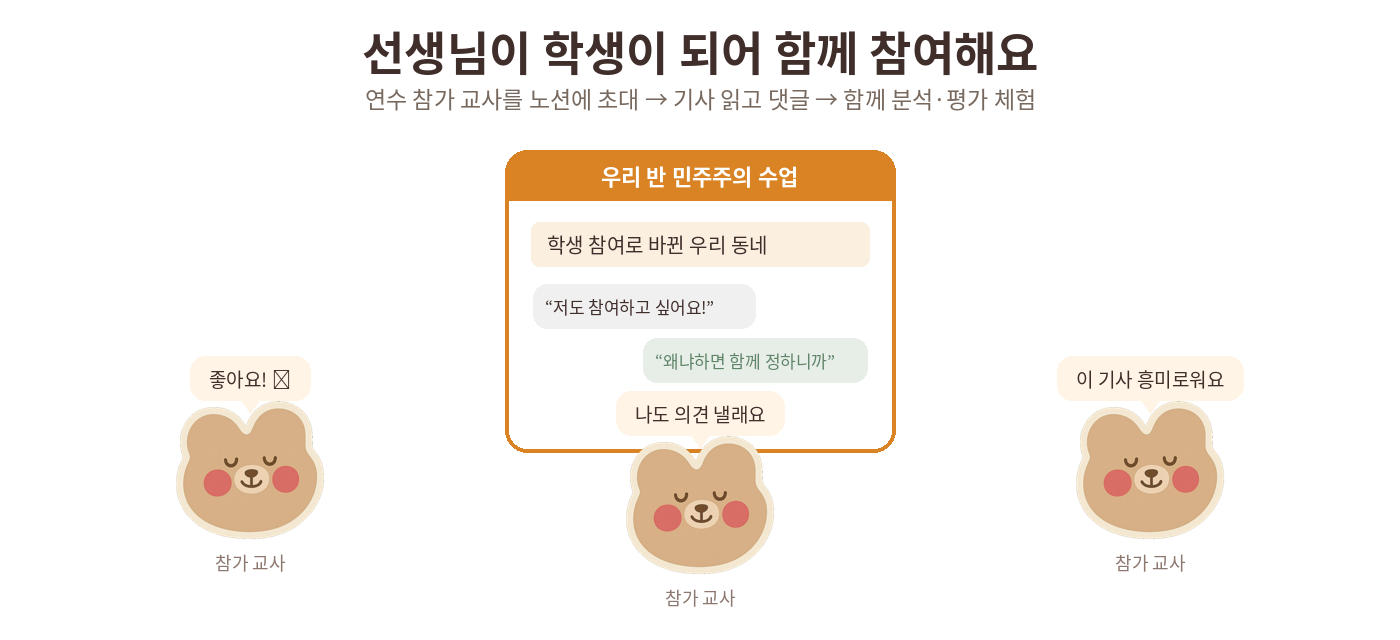 선생님이 학생이 되어 함께 참여해요
연수 참가 교사를 노션에 초대 → 기사 읽고 댓글 → 함께 분석·평가 체험
우리 반 민주주의 수업
학생 참여로 바뀐 우리 동네
“저도 참여하고 싶어요!”
“왜냐하면 함께 정하니까”
좋아요!
나도 의견 낼래요
이 기사 흥미로워요
참가 교사
참가 교사
참가 교사